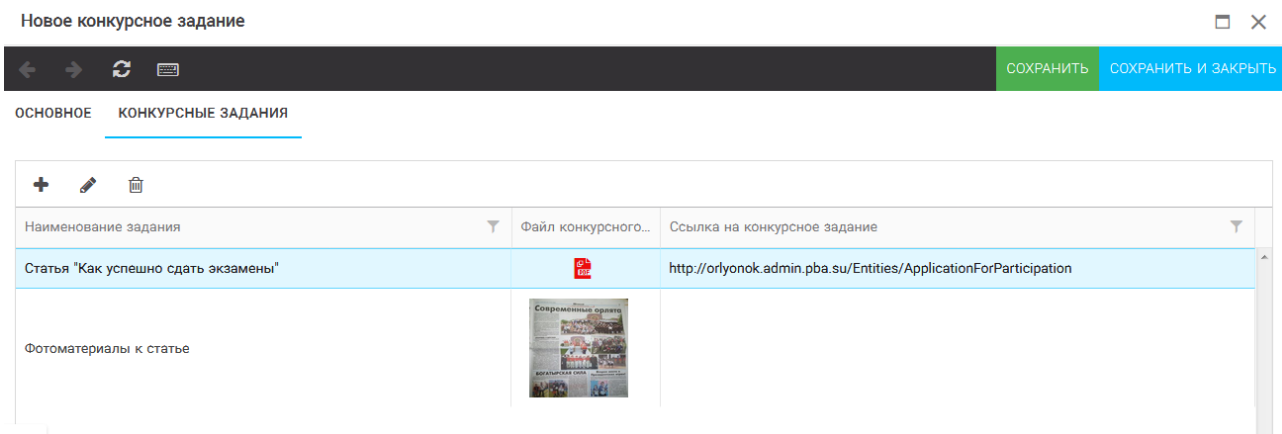 Новое конкурсное задание
СОХРАНИТЬ СОХРАНИТЬ И ЗАКРЫТЬ
ОСНОВНОЕ КОНКУРСНЫЕ ЗАДАНИЯ
Наименование задания Файл конкурсного... Ссылка на конкурсное задание
Статья "Как успешно сдать экзамены" PDF http://orlyonok.admin.pba.su/Entities/ApplicationForParticipation
Современные орлята
Фотоматериалы к статье
БОГАТЫРСКАЯ СИЛА